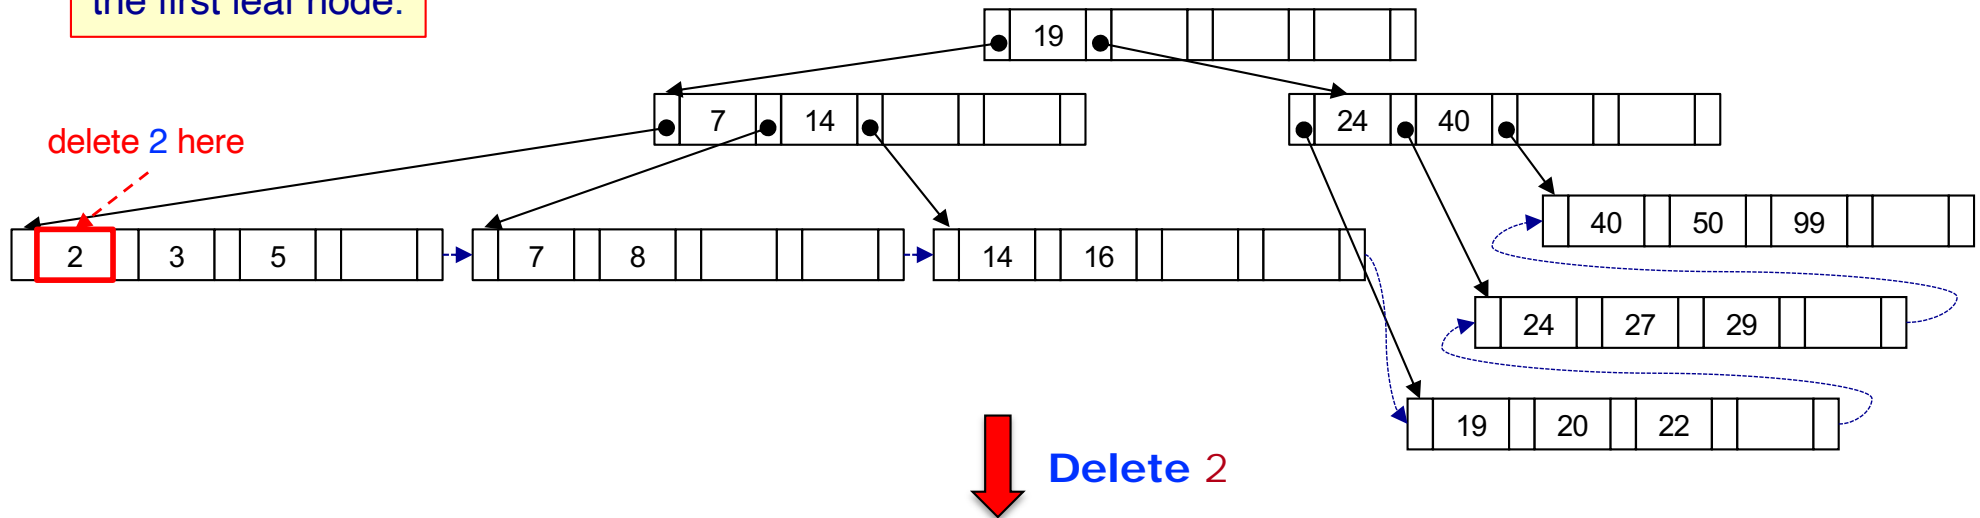 the first leaf node.
19
7 14
24 40
delete 2 here
40 50 99
2 3 5
7 8
14 16
24 27 29
19 20 22
Delete 2